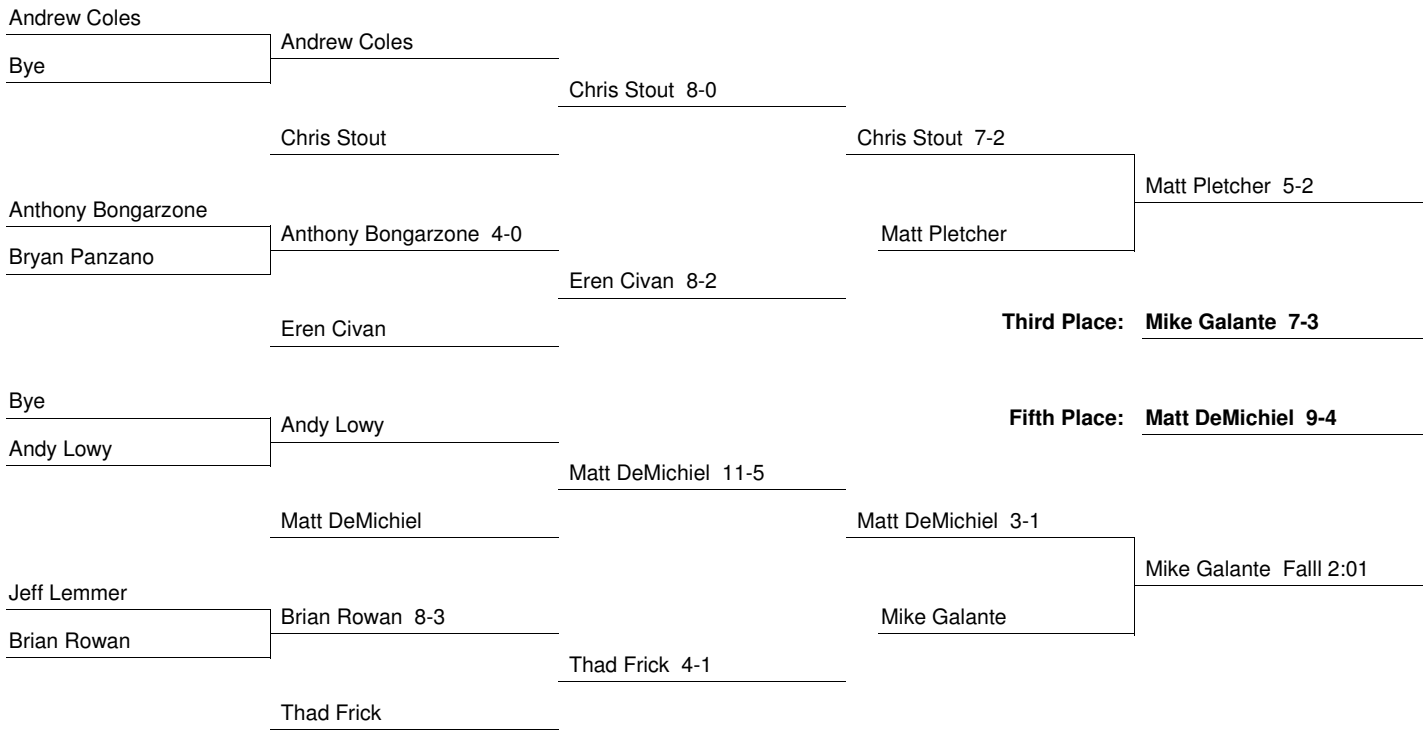 Andrew Coles
Andrew Coles
Bye
Chris Stout 8-0
Chris Stout
Chris Stout 7-2
Matt Pletcher 5-2
Anthony Bongarzone
Anthony Bongarzone 4-0
Matt Pletcher
Bryan Panzano
Eren Civan 8-2
Eren Civan
Third Place: Mike Galante 7-3
Bye
Andy Lowy
Fifth Place: Matt DeMichiel 9-4
Andy Lowy
Matt DeMichiel 11-5
Matt DeMichiel
Matt DeMichiel 3-1
Mike Galante Falll 2:01
Jeff Lemmer
Brian Rowan 8-3
Mike Galante
Brian Rowan
Thad Frick 4-1
Thad Frick